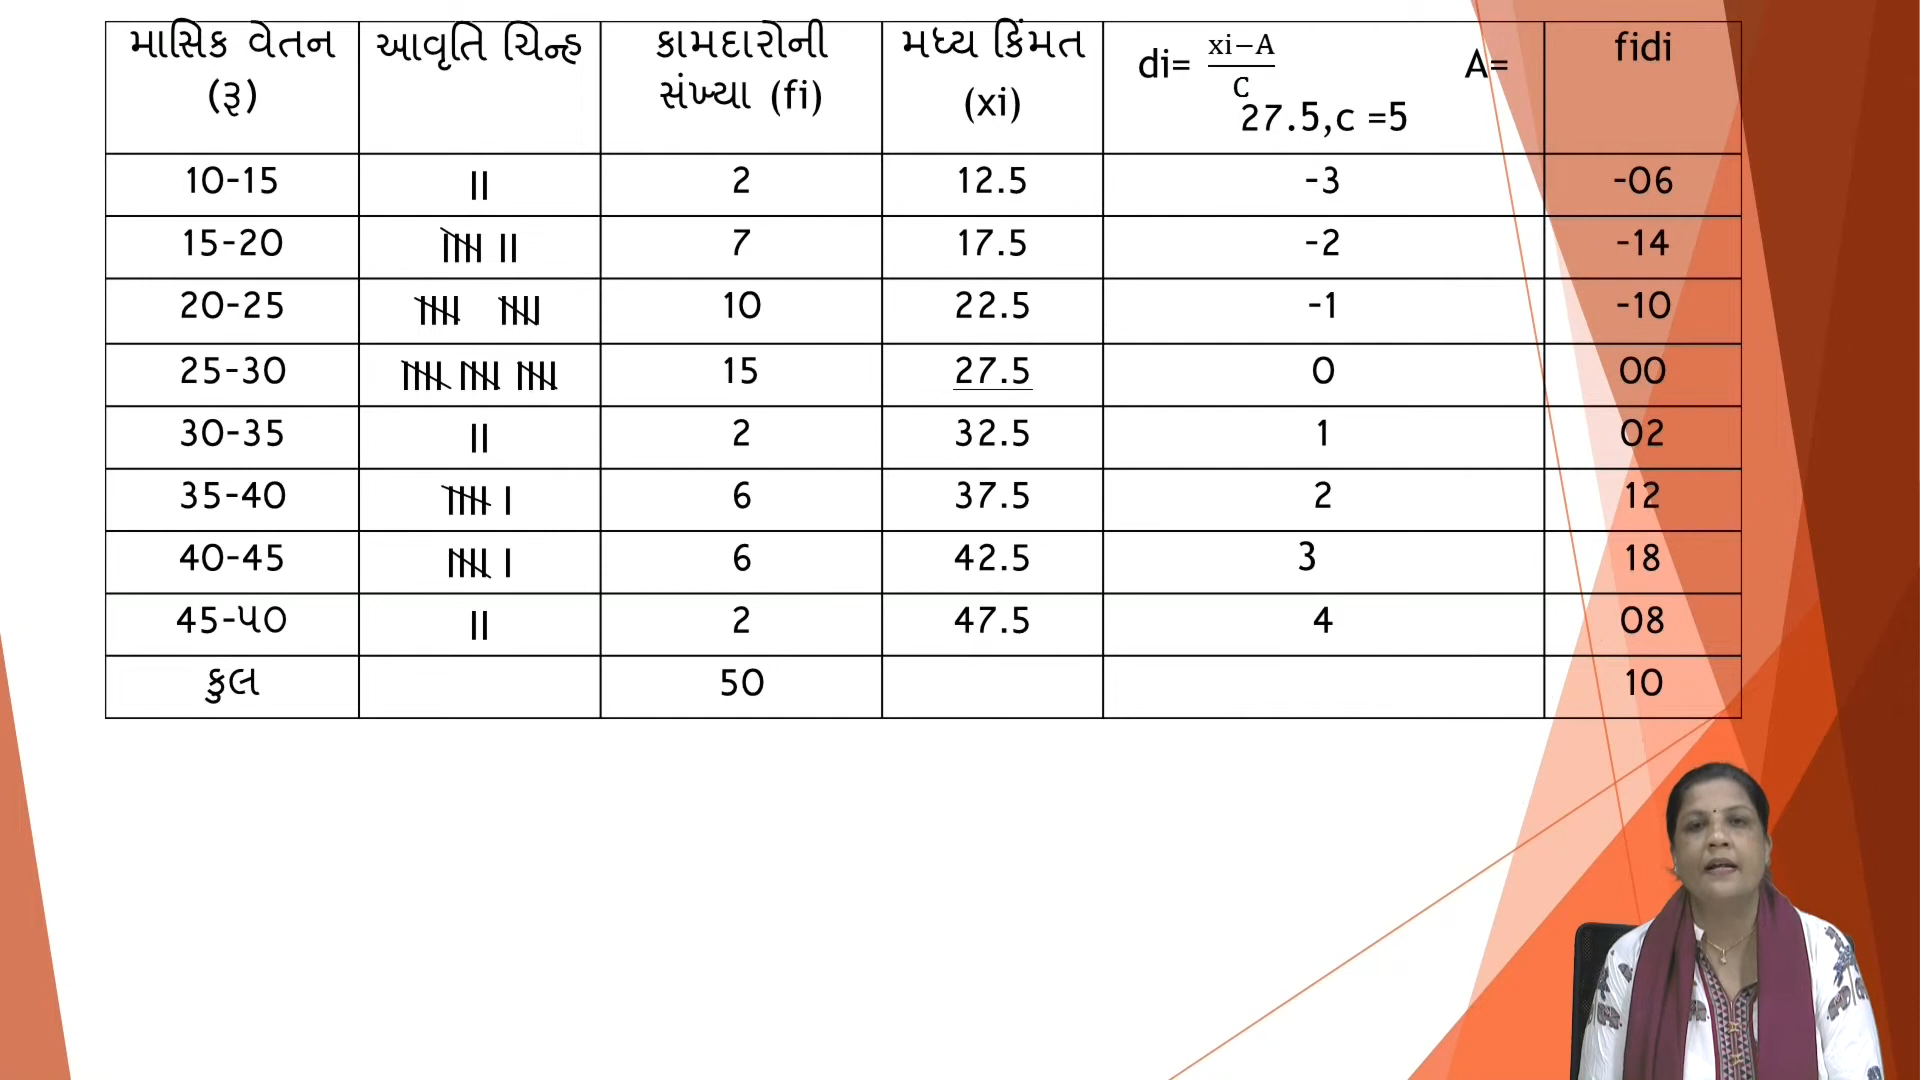 માસિક વેતન (રૂ) આવૃતિ ચિન્હ કામદારોની સંખ્યા (fi) મધ્ય કિંમત (xi) di= xi−A / C A= 27.5,c =5 fidi
10-15 || 2 12.5 -3 -06
15-20 |||| || 7 17.5 -2 -14
20-25 |||| |||| 10 22.5 -1 -10
25-30 |||| |||| |||| 15 27.5 0 00
30-35 || 2 32.5 1 02
35-40 |||| | 6 37.5 2 12
40-45 |||| | 6 42.5 3 18
45-૫0 || 2 47.5 4 08
કુલ 50 10